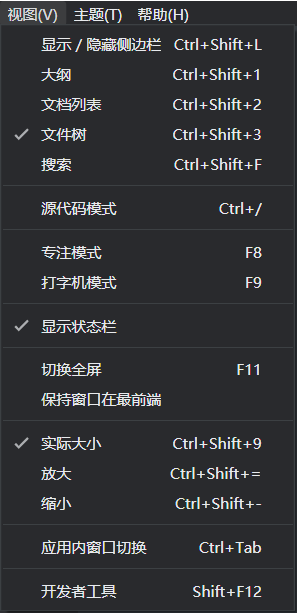 视图(V) 主题(T) 帮助(H)
显示 / 隐藏侧边栏 Ctrl+Shift+L
大纲 Ctrl+Shift+1
文档列表 Ctrl+Shift+2
文件树 Ctrl+Shift+3
搜索 Ctrl+Shift+F
源代码模式 Ctrl+/
专注模式 F8
打字机模式 F9
显示状态栏
切换全屏 F11
保持窗口在最前端
实际大小 Ctrl+Shift+9
放大 Ctrl+Shift+=
缩小 Ctrl+Shift+-
应用内窗口切换 Ctrl+Tab
开发者工具 Shift+F12